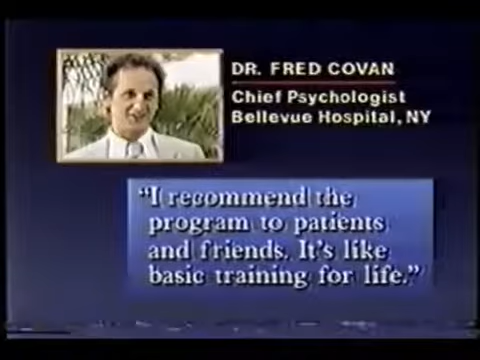 DR. FRED COVAN
Chief Psychologist
Bellevue Hospital, NY
“I recommend the
program to patients
and friends. It's like
basic training for life.”